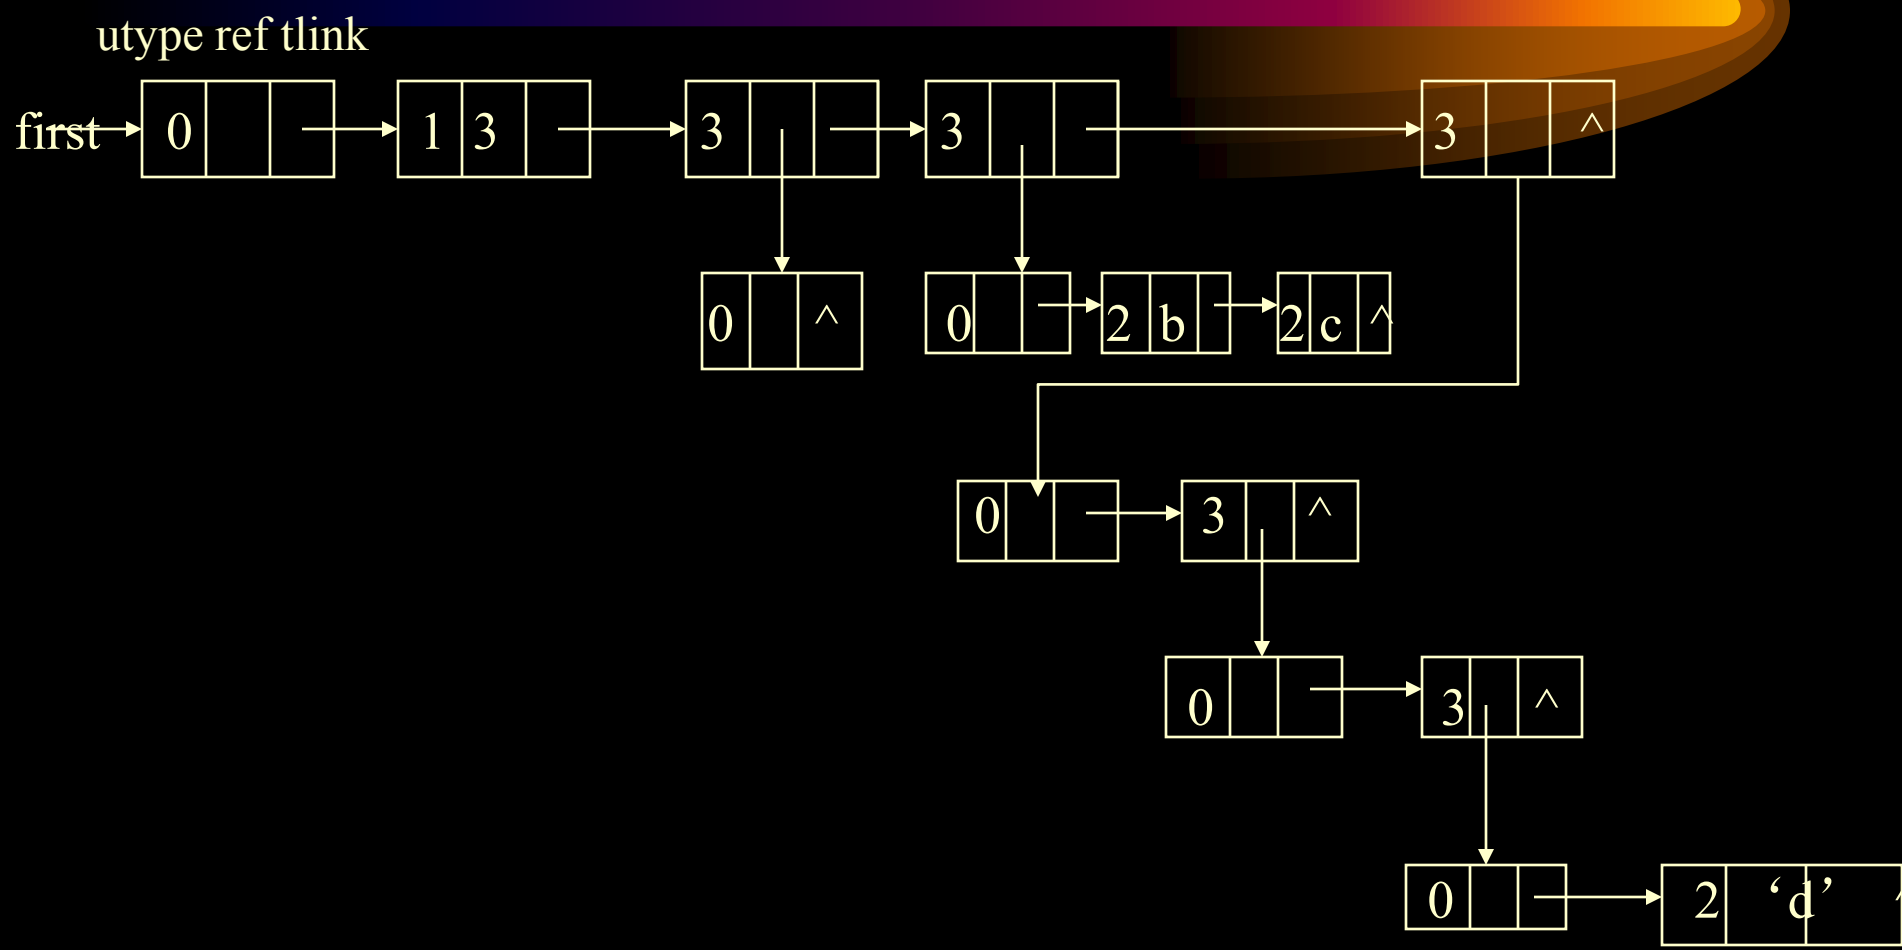 utype ref tlink
first 0 1 3 3 3 3 ^
0 ^ 0 2 b 2 c ^
0 3 ^
0 3 ^
0 2 ‘d’ ^